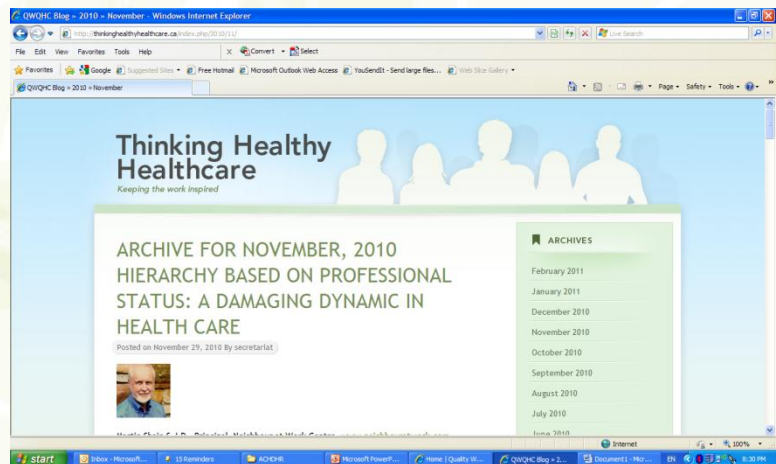 QWQHC Blog » 2010 » November - Windows Internet Explorer
http://thinkinghealthyhealthcare.ca/index.php/2010/11/
Live Search
File Edit View Favorites Tools Help
x Convert Select
Favorites Google Suggested Sites Free Hotmail Microsoft Outlook Web Access YouSendIt - Send large files... Web Slice Gallery
QWQHC Blog » 2010 » November
Page Safety Tools
Thinking Healthy
Healthcare
Keeping the work inspired
ARCHIVE FOR NOVEMBER, 2010
HIERARCHY BASED ON PROFESSIONAL
STATUS: A DAMAGING DYNAMIC IN
HEALTH CARE
Posted on November 29, 2010 By secretariat
ARCHIVES
February 2011
January 2011
December 2010
November 2010
October 2010
September 2010
August 2010
July 2010
June 2010
Internet 100%
start Inbox - Microsoft... 15 Reminders ACHDHR Microsoft PowerP... Home | Quality W... QWQHC Blog » 2... Document1 - Micr... EN 8:30 PM